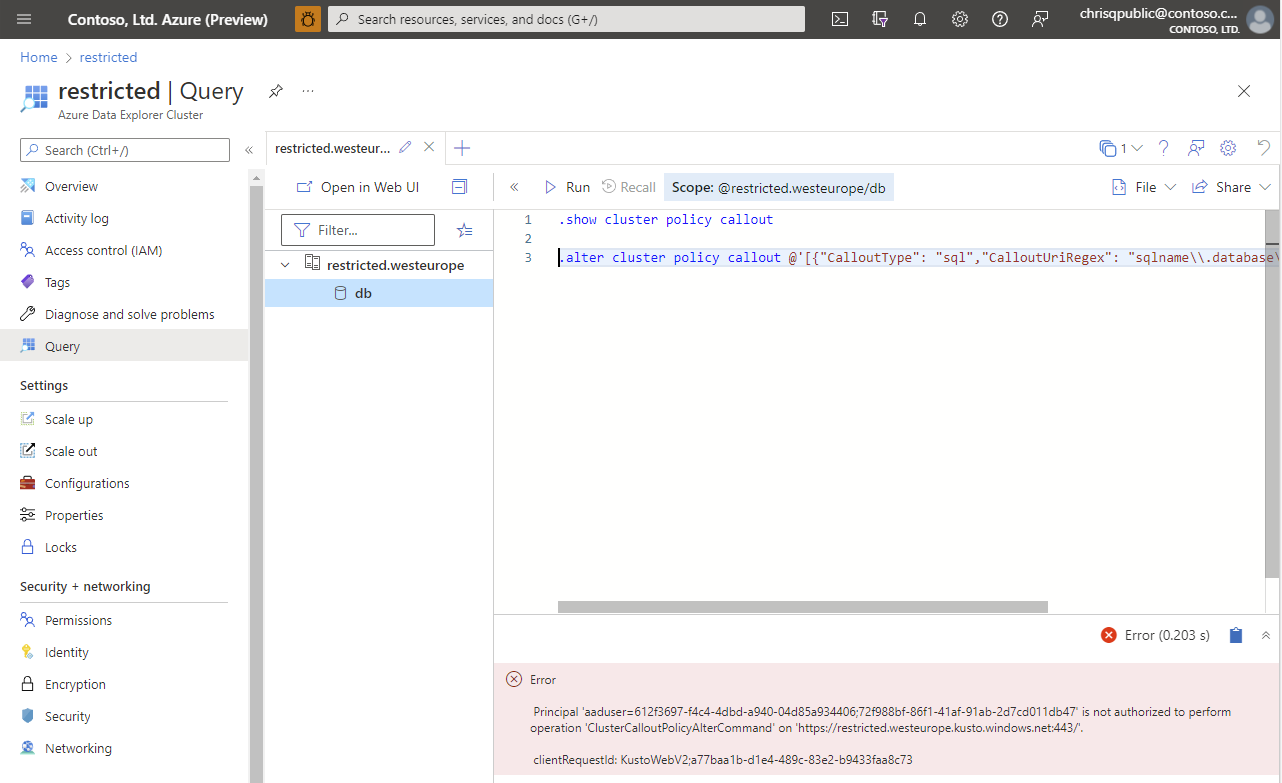 Contoso, Ltd. Azure (Preview)
Search resources, services, and docs (G+/)
chrisqpublic@contoso.c...
CONTOSO, LTD.
Home > restricted
restricted | Query
...
Azure Data Explorer Cluster
Search (Ctrl+/)
«
Overview
Activity log
Access control (IAM)
Tags
Diagnose and solve problems
Query
Settings
Scale up
Scale out
Configurations
Properties
Locks
Security + networking
Permissions
Identity
Encryption
Security
Networking
restricted.westeur...
1
Open in Web UI
«
Run
Recall
Scope: @restricted.westeurope/db
File
Share
Filter...
restricted.westeurope
db
1 .show cluster policy callout
2
3 .alter cluster policy callout @'[{"CalloutType": "sql","CalloutUriRegex": "sqlname\\.database\
Error (0.203 s)
Error
Principal 'aaduser=612f3697-f4c4-4dbd-a940-04d85a934406;72f988bf-86f1-41af-91ab-2d7cd011db47' is not authorized to perform
operation 'ClusterCalloutPolicyAlterCommand' on 'https://restricted.westeurope.kusto.windows.net:443/'.
clientRequestId: KustoWebV2;a77baa1b-d1e4-489c-83e2-b9433faa8c73